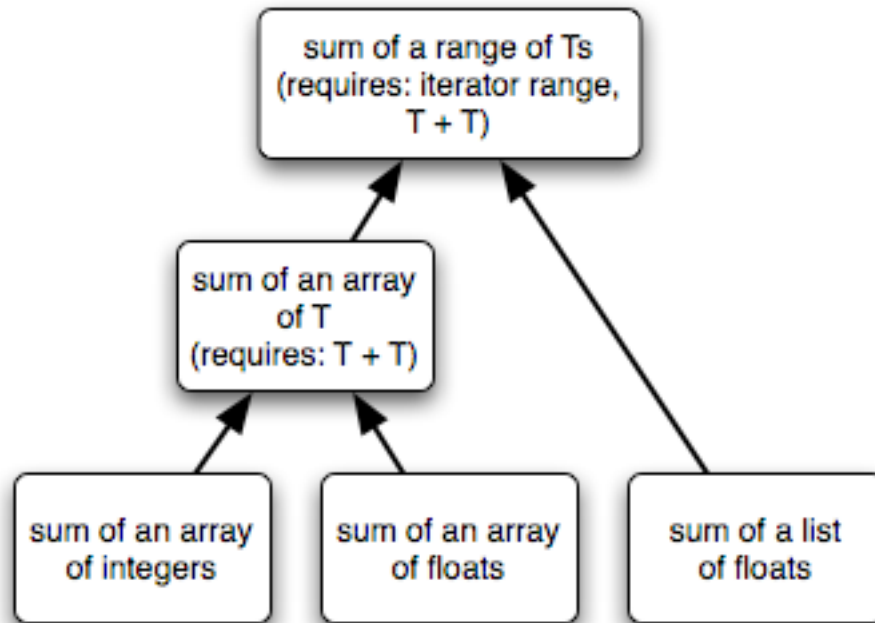 sum of a range of Ts
(requires: iterator range,
T + T)
sum of an array
of T
(requires: T + T)
sum of an array
of integers
sum of an array
of floats
sum of a list
of floats